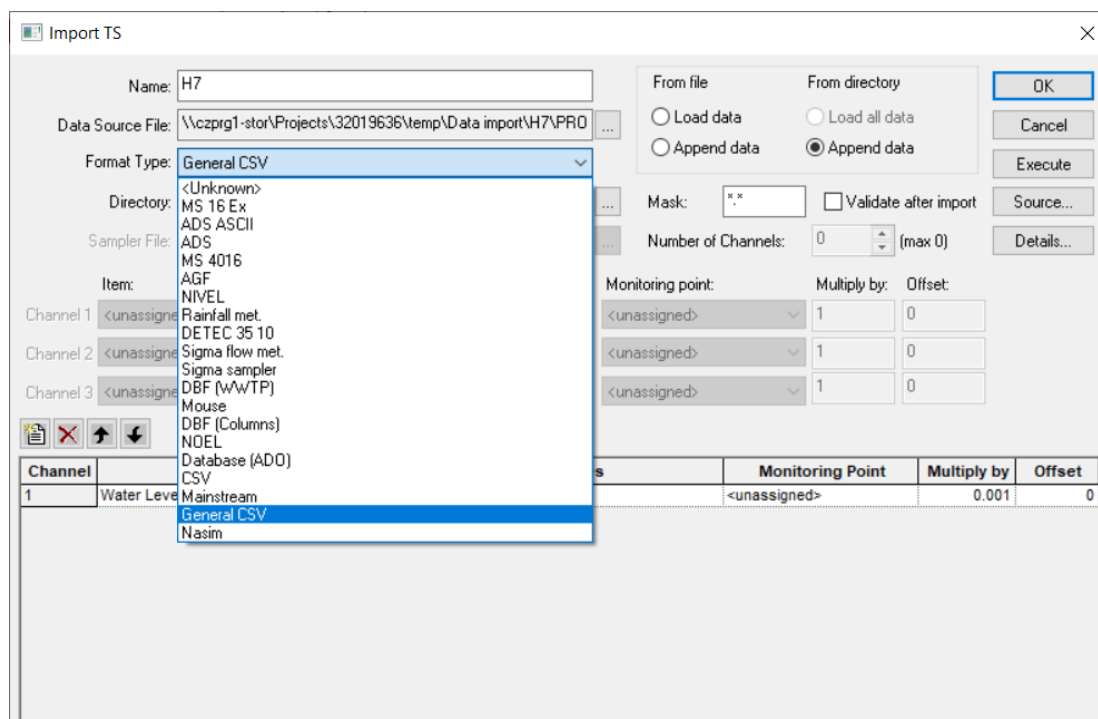 Import TS
Name: H7
From file
From directory
OK
Data Source File: \\czprg1-stor\Projects\32019636\temp\Data import\H7\PRO ...
Load data
Load all data
Cancel
Format Type: General CSV
Append data
Append data
Execute
<Unknown>
MS 16 Ex
ADS ASCII
ADS
MS 4016
AGF
NIVEL
Rainfall met.
DETEC 35 10
Sigma flow met.
Sigma sampler
DBF (WWTP)
Mouse
DBF (Columns)
NOEL
Database (ADO)
CSV
Mainstream
General CSV
Nasim
Directory: ...
Mask: *.*
Validate after import
Source...
Sampler File: ...
Number of Channels: 0 (max 0)
Details...
Item:
Monitoring point:
Multiply by:
Offset:
Channel 1 <unassigne <unassigned> 1 0
Channel 2 <unassigne <unassigned> 1 0
Channel 3 <unassigne <unassigned> 1 0
Channel s Monitoring Point Multiply by Offset
1 Water Leve <unassigned> 0.001 0